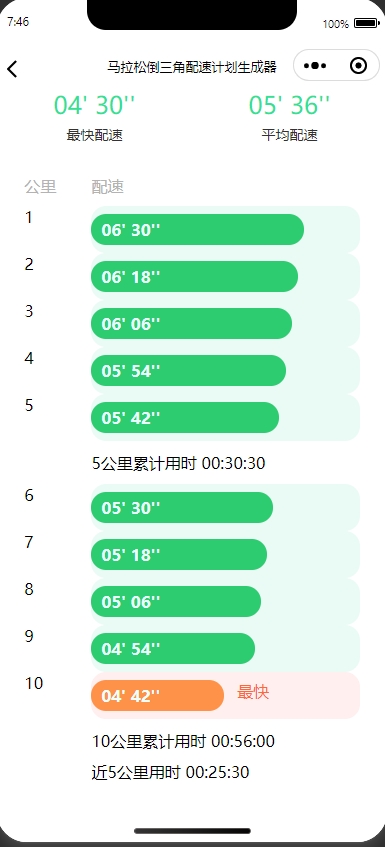 7:46 100%
马拉松倒三角配速计划生成器
04' 30'' 05' 36''
最快配速 平均配速
公里 配速
1 06' 30''
2 06' 18''
3 06' 06''
4 05' 54''
5 05' 42''
5公里累计用时 00:30:30
6 05' 30''
7 05' 18''
8 05' 06''
9 04' 54''
10 04' 42'' 最快
10公里累计用时 00:56:00
近5公里用时 00:25:30